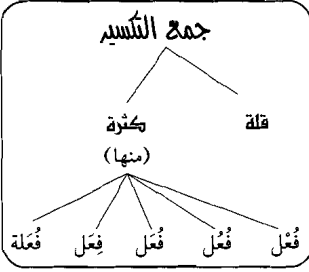 جمع التكسير
قلة كثرة
(منها)
فُعْل فُعُل فُعَل فِعَل فُعَلة